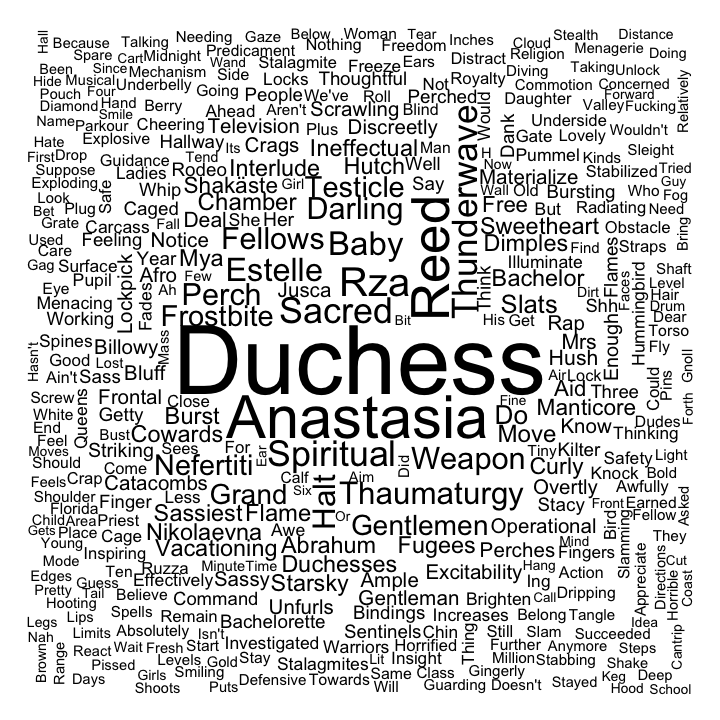 Hall Because Talking Needing Gaze Below Woman Tear Inches Cloud Stealth Distance
Spare Cart Midnight Predicament Nothing Freedom Religion Menagerie Doing
Been Since Wand Stalagmite Freeze Ears Distract Diving Taking Unlock
Hide Musical Mechanism Side Locks Thoughtful Not Royalty Commotion Concerned
Pouch Four Underbelly Going People We've Roll Perched Daughter Valley Forward
Diamond Hand Berry Ahead Aren't Scrawling Blind Would Dank Underside Fucking Relatively
Name Parkour Smile Cheering Television Plus Discreetly Gate Lovely Wouldn't
Hate Explosive Hallway Its Crags Ineffectual Man I Pummel Kinds Sleight
First Drop Guidance Tend Interlude Hutch Well Now Materialize Stabilized Tried
Suppose Ladies Rodeo Shakäste Girl Testicle Say Thunderwave Wall Old Bursting Who Guy
Exploding Safe Whip Chamber Darling Reed Free But Radiating Need Fog
Look Plug Caged Deal She Her Sweetheart Obstacle Bring
Bet Grate Carcass Fall Fellows Baby Dimples Find Straps
Used Feeling Notice Illuminate Flames
Care Surface Year Mya Estelle Rza Think Bachelor Faces Hummingbird Shaft
Gag Pupil Lockpick Afro Few Dirt Level
Eye Fades Ah Perch Jusca Slats Shh Hair
Menacing Frostbite Sacred Bit His Get Rap Enough Drum
Working Dear
Hasn't Spines Billowy Mass Duchess Mrs Torso
Good Lost Hush Fly
Ain't Sass Bluff Air Lock Could Pins Gnoll
Screw Queens Frontal Close Anastasia Fine Aid Three Forth
White Getty Burst Do Manticore Dudes
End Bust Cowards Move Know Thinking
Feel Striking Sees For Ear Spiritual Did Weapon Tiny Kilter Safety Light
Moves Come Nefertiti Curly Knock Bold
Should Crap Catacombs Calf Aim Overtly Awfully
Feels Less Grand Six Halt Thaumaturgy Front Earned
Shoulder Finger Sassiest Flame Or Stacy Bird Fellow Asked
Florida Priest Nikolaevna Awe Gentlemen Operational Slamming They
Child Area Cage Vacationing Abrahum Fugees Perches Mind Fingers
Gets Place Inspiring Minute Time Duchesses Excitability Hang Action Appreciate Directions Cut
Young Ten Ruzza Sassy Starsky Ample Ing Horrible Coast
Mode Guess Effectively Gentleman Brighten Call Dripping
Edges Tail Believe Command Unfurls Bindings Increases Belong Tangle Idea
Pretty Spells Remain Bachelorette Sentinels Chin Still Slam Succeeded Cantrip
Hooting Lips Absolutely Isn't Investigated Warriors Horrified Thing Further Anymore Steps
Legs Limits Wait Fresh Start Stay Stalagmites Lit Insight Million Stabbing Shake
Nah React Levels Gold Same Class Gingerly Keg Deep
Brown Range Pissed Girls Smiling Defensive Towards Will Guarding Doesn't Stayed Hood School
Days Shoots Puts